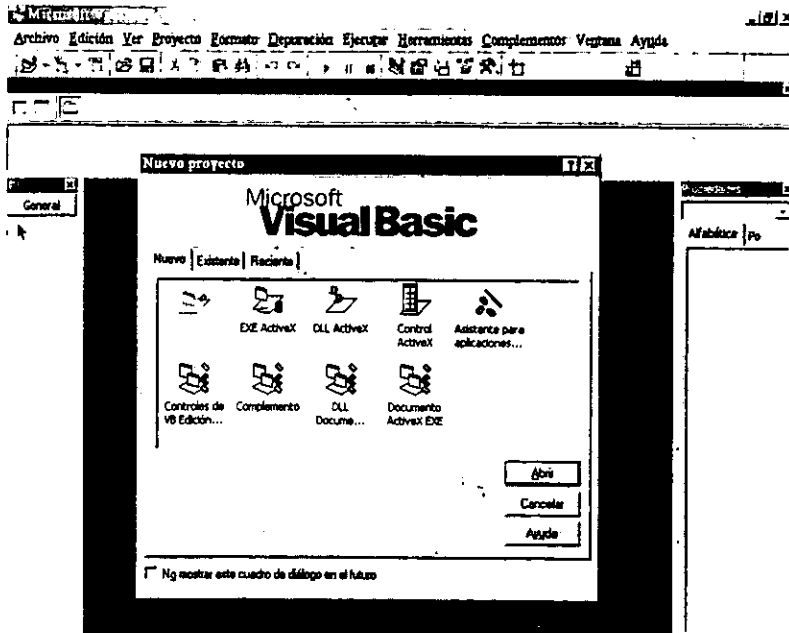 Archivo Edición Ver Proyecto Formato Depuración Ejecutar Herramientas Complementos Ventana Ayuda
Nuevo proyecto
General
Microsoft
Visual Basic
Propiedades
Alfabética Po
Nuevo Existente Reciente
EXE ActiveX DLL ActiveX Control ActiveX Asistente para aplicaciones...
Controles de VB Edición... Complemento DLL Docume... Documento ActiveX EXE
Abrir
Cancelar
Ayuda
No mostrar este cuadro de diálogo en el futuro